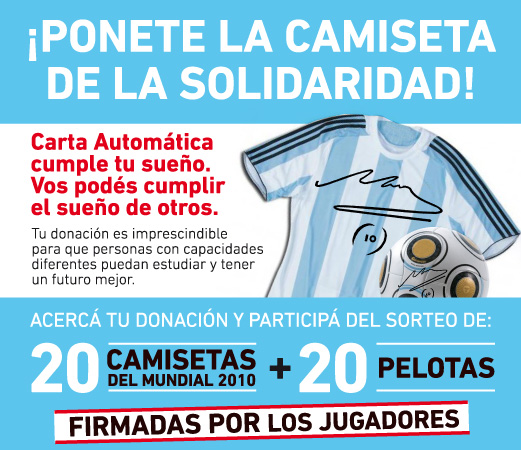 ¡PONETE LA CAMISETA
DE LA SOLIDARIDAD!
Carta Automática
cumple tu sueño.
Vos podés cumplir
el sueño de otros.
Tu donación es imprescindible
para que personas con capacidades
diferentes puedan estudiar y tener
un futuro mejor.
(10)
ACERCÁ TU DONACIÓN Y PARTICIPÁ DEL SORTEO DE:
20 CAMISETAS
DEL MUNDIAL 2010
+ 20 PELOTAS
FIRMADAS POR LOS JUGADORES